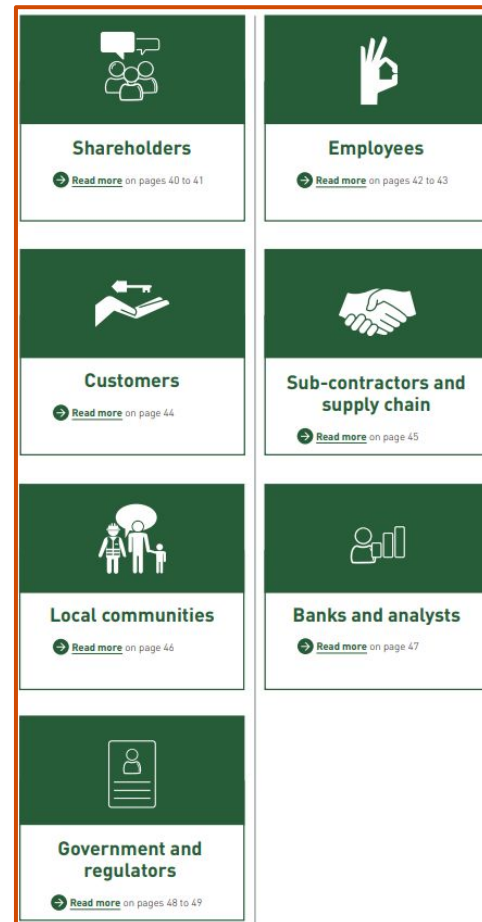 Shareholders
Read more on pages 40 to 41
Employees
Read more on pages 42 to 43
Customers
Read more on page 44
Sub-contractors and
supply chain
Read more on page 45
Local communities
Read more on page 46
Banks and analysts
Read more on page 47
Government and
regulators
Read more on pages 48 to 49